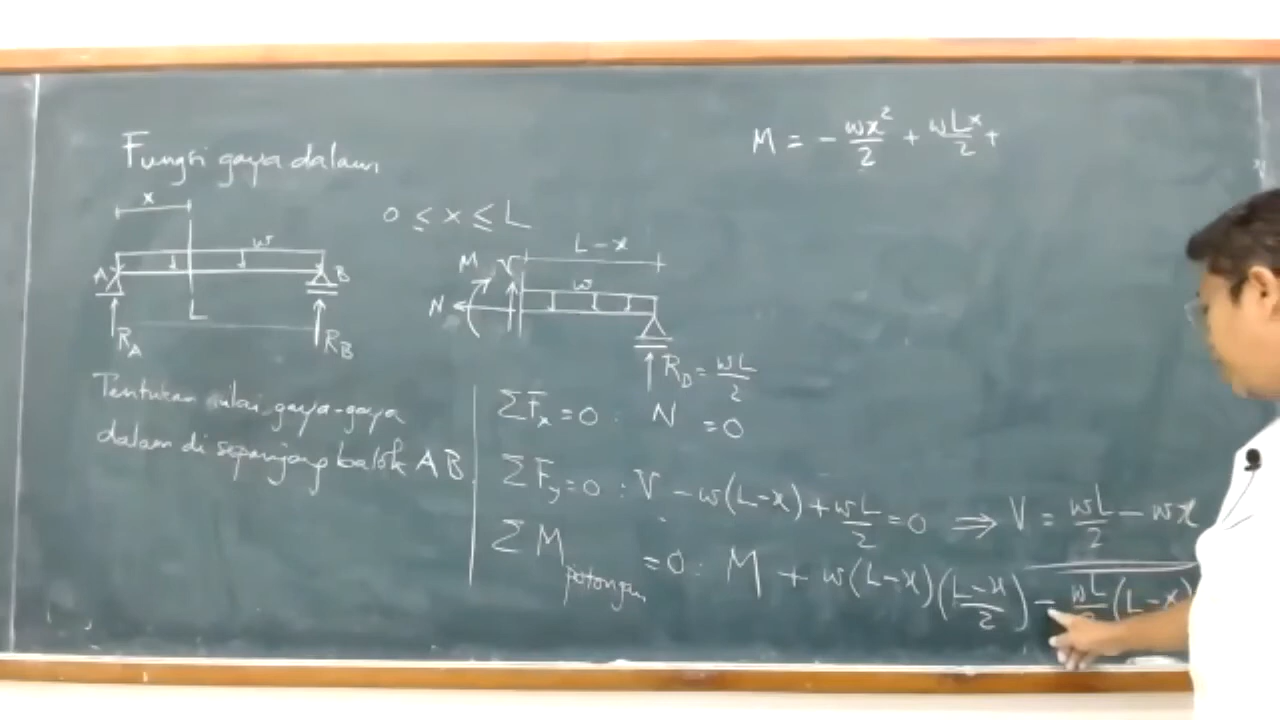 Fungsi gaya dalam
x
0 ≤ x ≤ L
w
A
B
L
R_A
R_B
L-x
M V
w
N
R_B = wL/2
Tentukan nilai gaya-gaya
dalam di sepanjang balok AB
ΣF_x = 0 : N = 0
ΣF_y = 0 : V - w(L-x) + wL/2 = 0 ⇒ V = wL/2 - wx
ΣM_potongan = 0 : M + w(L-x)((L-x)/2) - wL/2 (L-x)
M = -wx²/2 + wLx/2 +